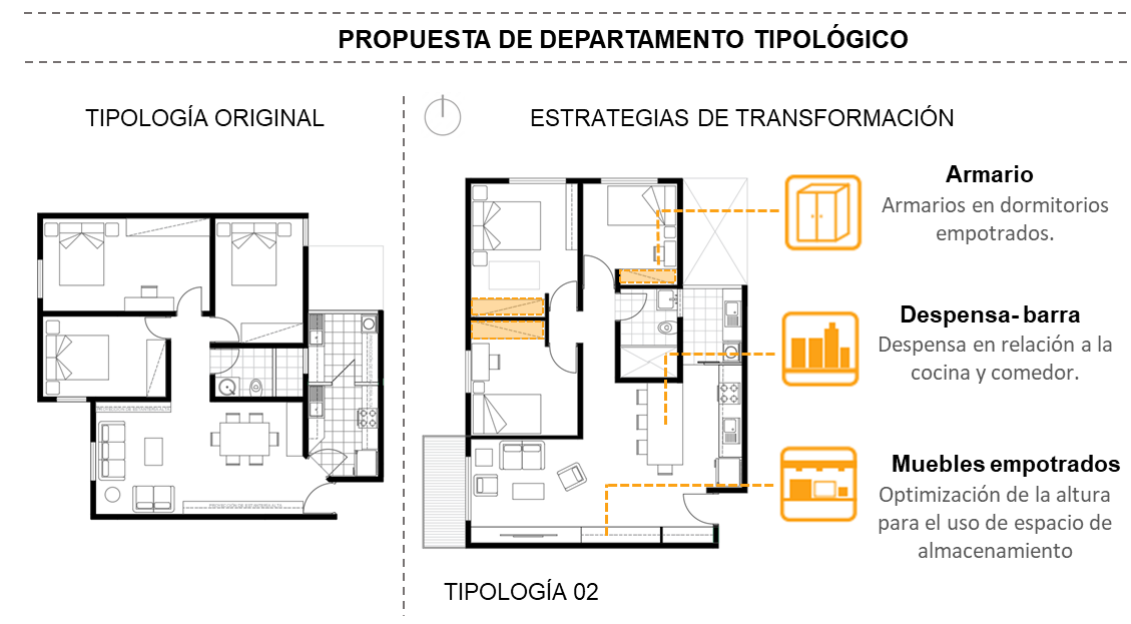 PROPUESTA DE DEPARTAMENTO TIPOLÓGICO
TIPOLOGÍA ORIGINAL
ESTRATEGIAS DE TRANSFORMACIÓN
Armario
Armarios en dormitorios
empotrados.
Despensa- barra
Despensa en relación a la
cocina y comedor.
Muebles empotrados
Optimización de la altura
para el uso de espacio de
almacenamiento
TIPOLOGÍA 02